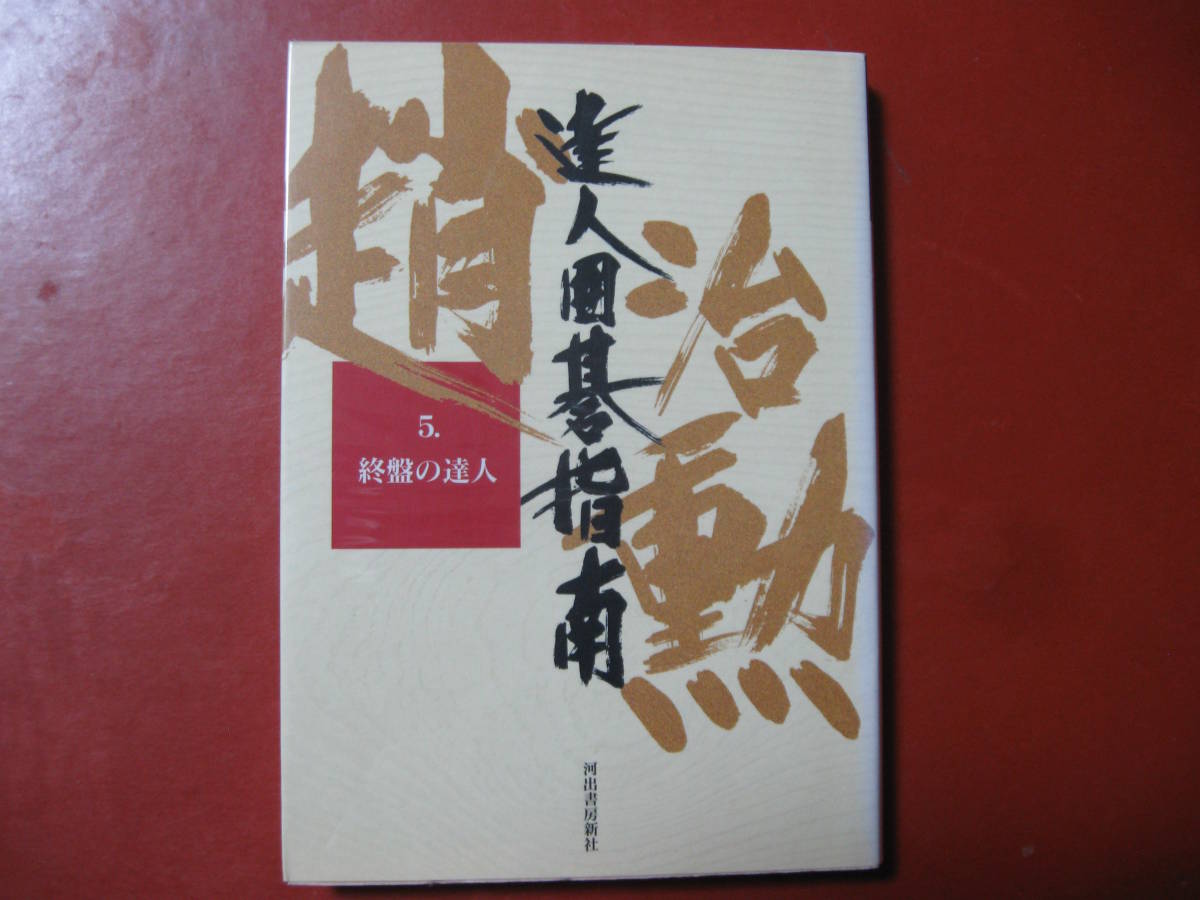 趙治勲
達人囲碁指南
5.
終盤の達人
河出書房新社